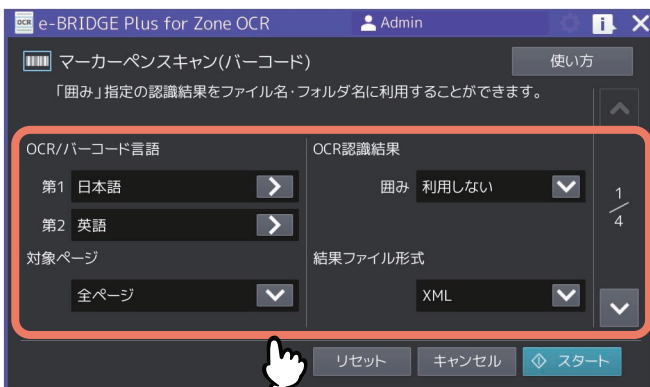 OCR e-BRIDGE Plus for Zone OCR Admin i
マーカーペンスキャン(バーコード) 使い方
「囲み」指定の認識結果をファイル名・フォルダ名に利用することができます。
OCR/バーコード言語
第1 日本語
第2 英語
対象ページ
全ページ
OCR認識結果
囲み 利用しない
結果ファイル形式
XML
1/4
リセット キャンセル スタート